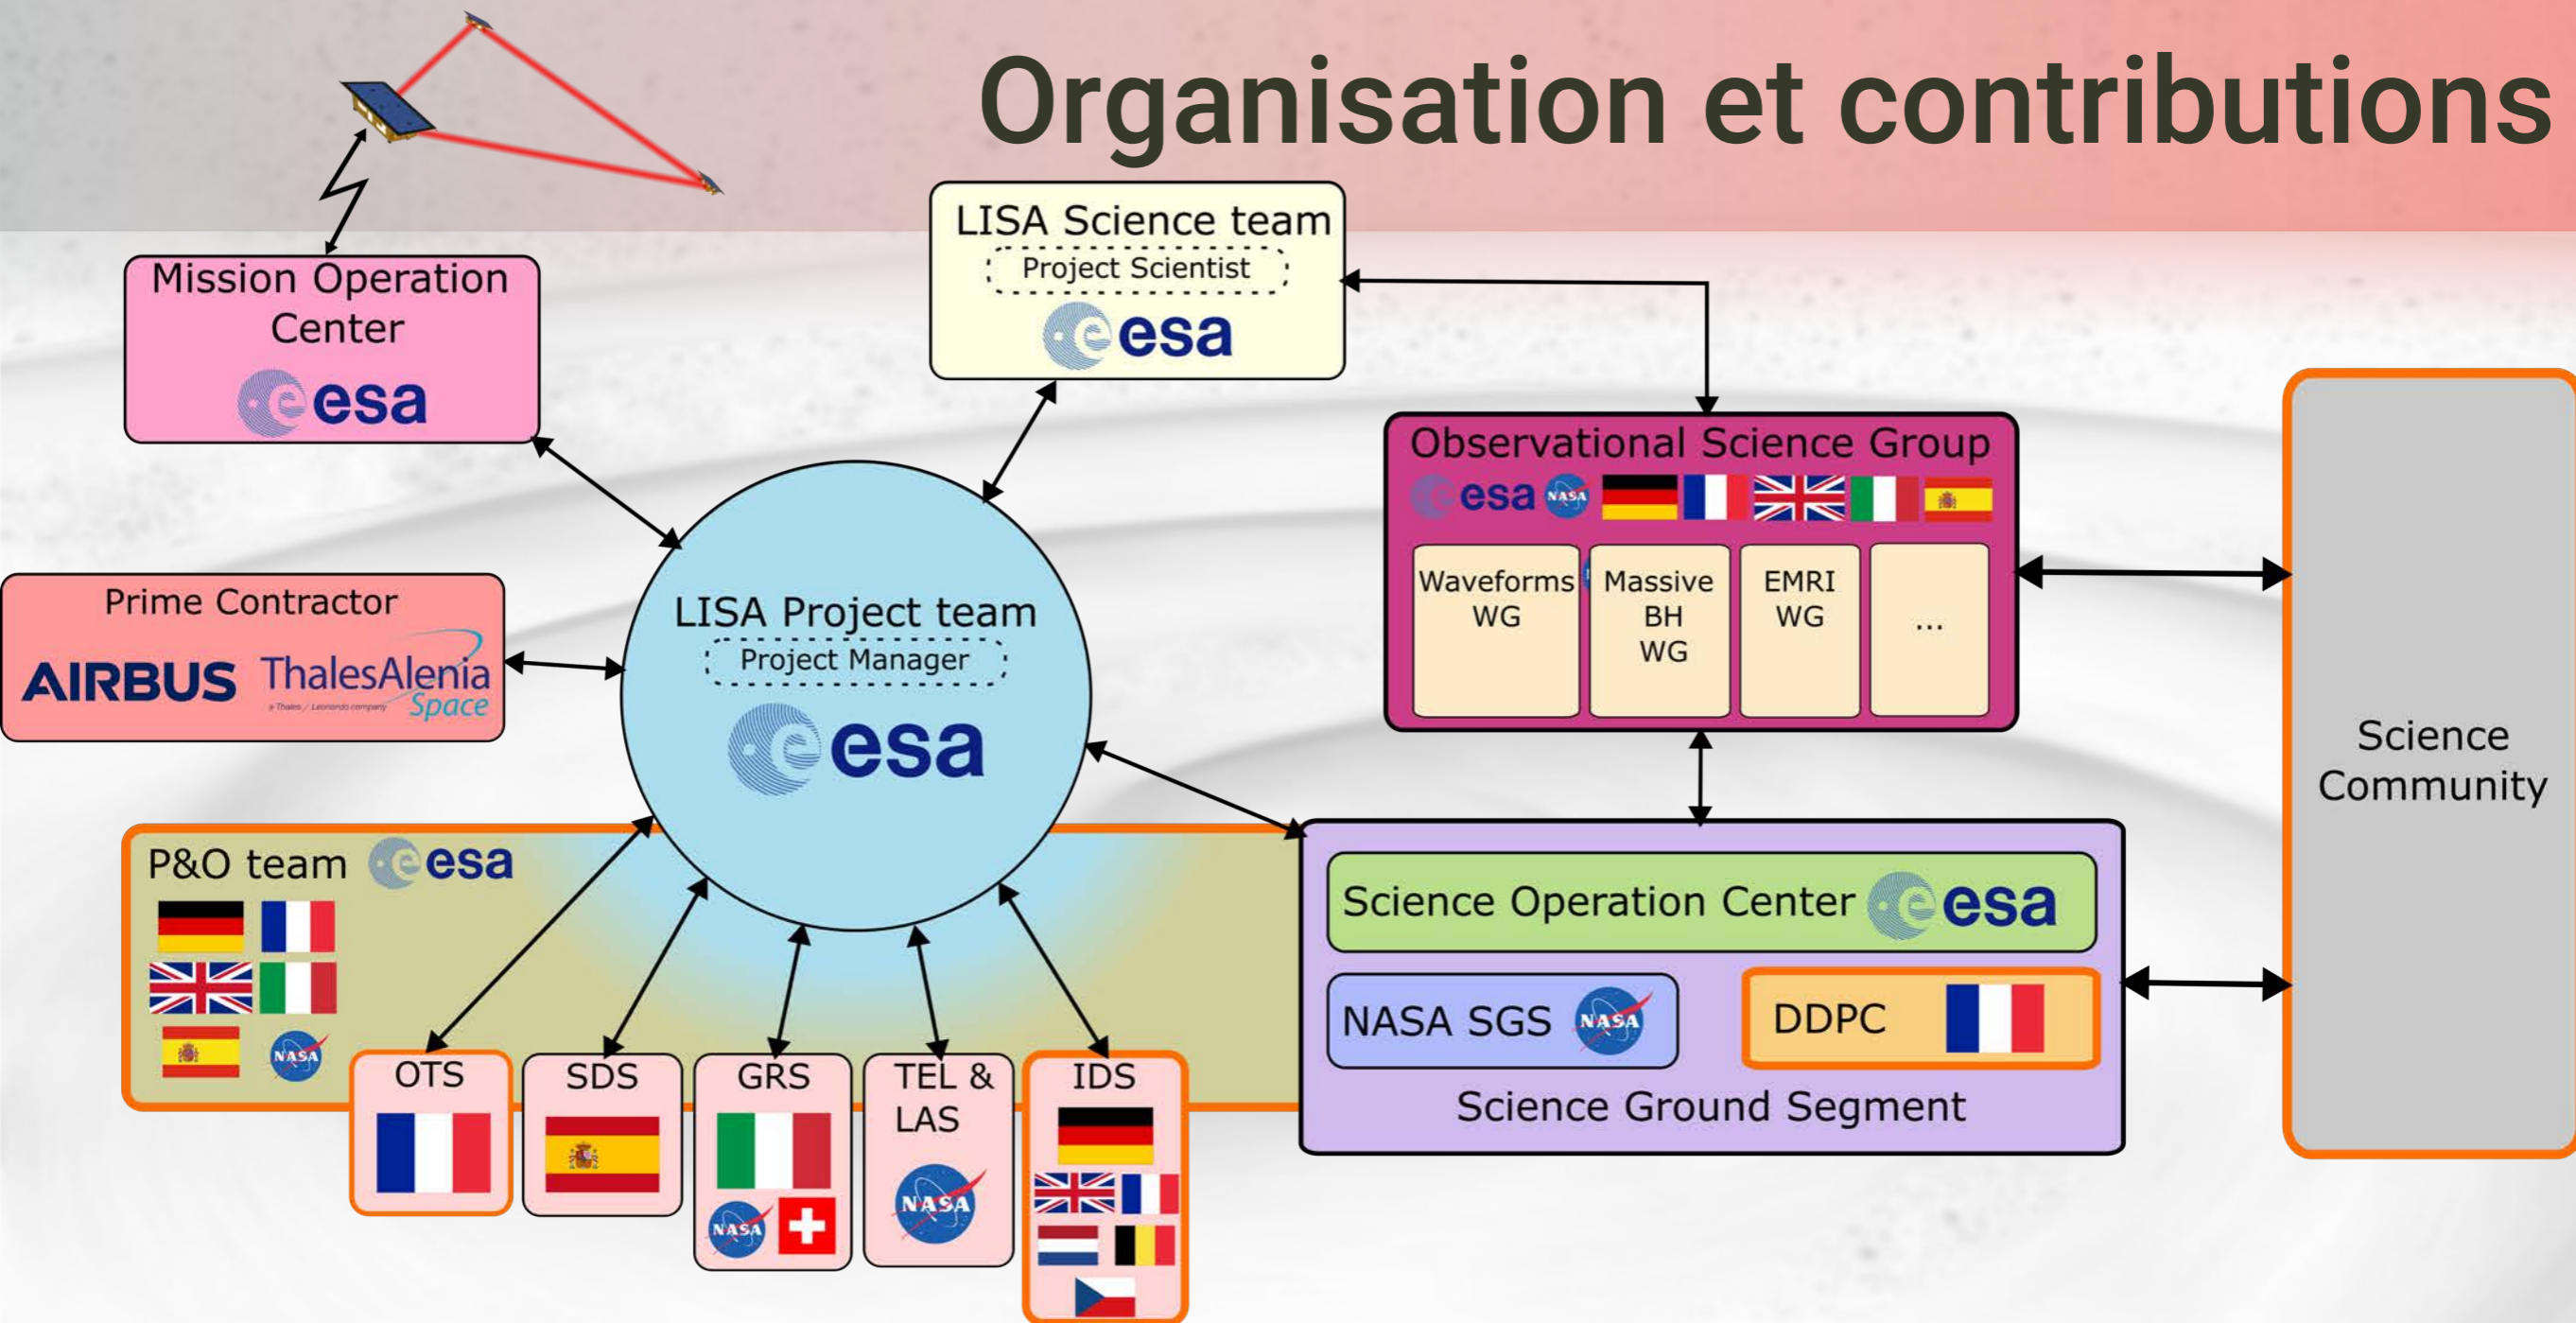 Organisation et contributions
LISA Science team
Project Scientist
esa
Mission Operation
Center
esa
Observational Science Group
esa NASA
Waveforms
WG
Massive
BH
WG
EMRI
WG
...
Prime Contractor
AIRBUS ThalesAlenia
a Thales / Leonardo company Space
LISA Project team
Project Manager
esa
Science
Community
P&O team esa
NASA
OTS
SDS
GRS
NASA
TEL &
LAS
NASA
IDS
Science Operation Center esa
NASA SGS NASA
DDPC
Science Ground Segment